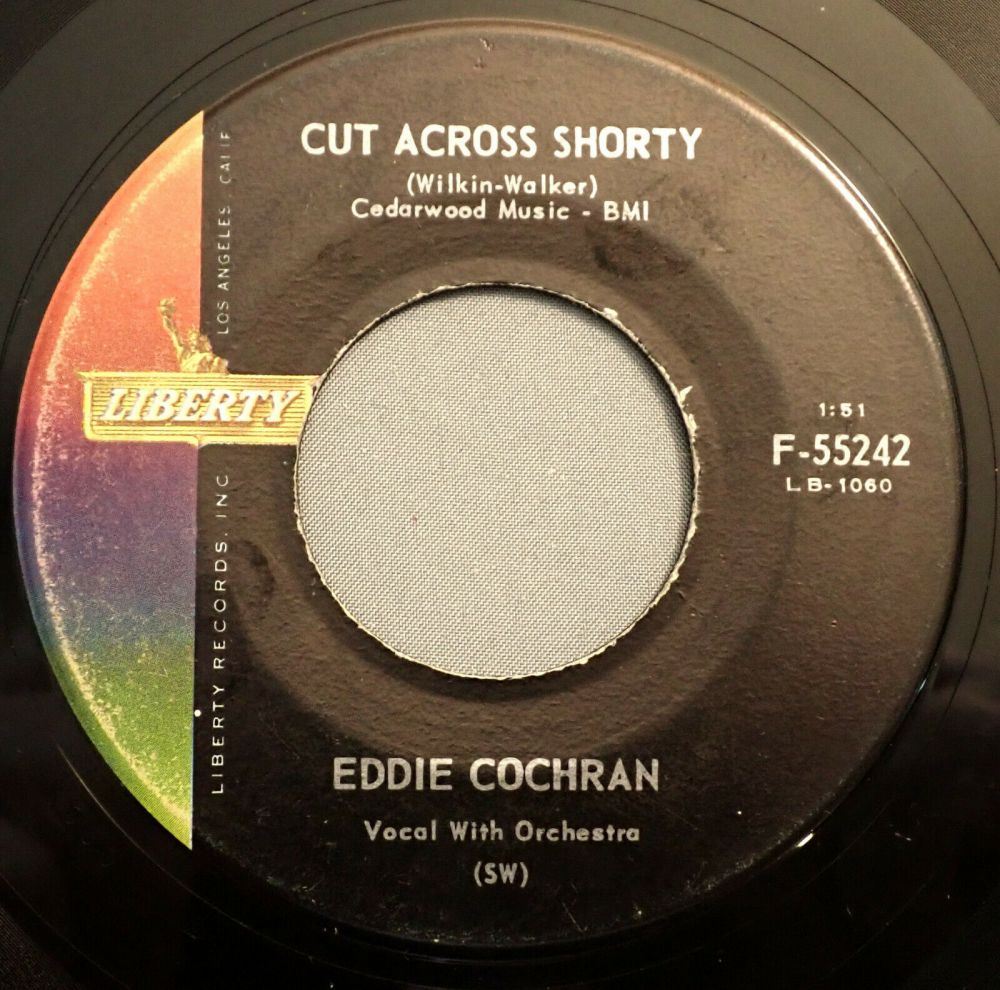 CUT ACROSS SHORTY
(Wilkin-Walker)
Cedarwood Music - BMI
LIBERTY
1:51
F-55242
LB-1060
EDDIE COCHRAN
Vocal With Orchestra
(SW)
LIBERTY RECORDS, INC
LOS ANGELES CALIF